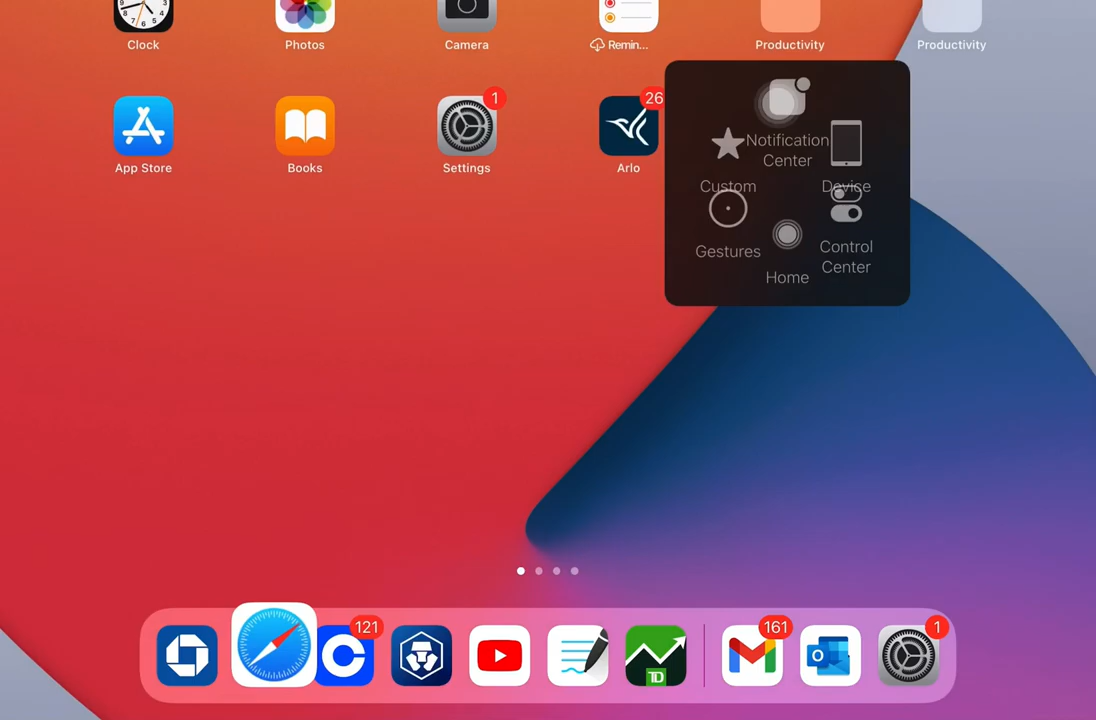 Clock
Photos
Camera
Remin...
Productivity
Productivity
App Store
Books
1
Settings
26
Arlo
Notification
Center
Custom
Device
Gestures
Control
Center
Home
121
TD
161
O
1